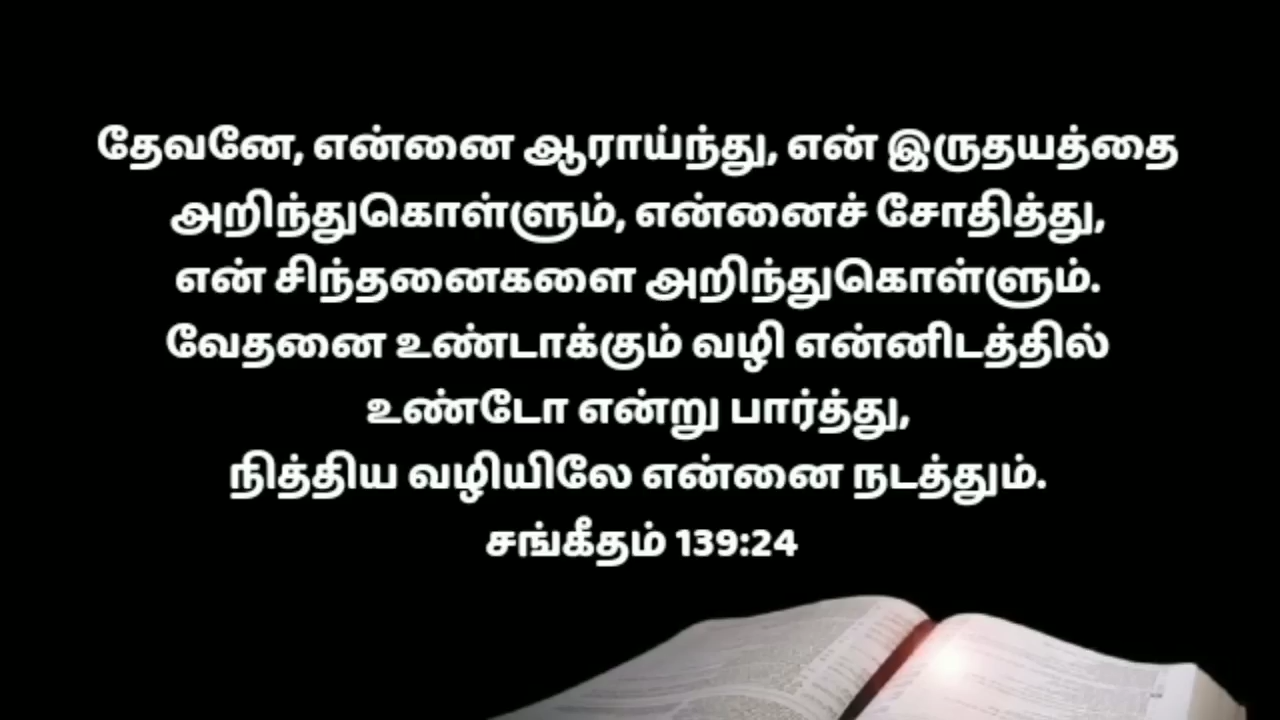 தேவனே, என்னை ஆராய்ந்து, என் இருதயத்தை
அறிந்துகொள்ளும், என்னைச் சோதித்து,
என் சிந்தனைகளை அறிந்துகொள்ளும்.
வேதனை உண்டாக்கும் வழி என்னிடத்தில்
உண்டோ என்று பார்த்து,
நித்திய வழியிலே என்னை நடத்தும்.
சங்கீதம் 139:24